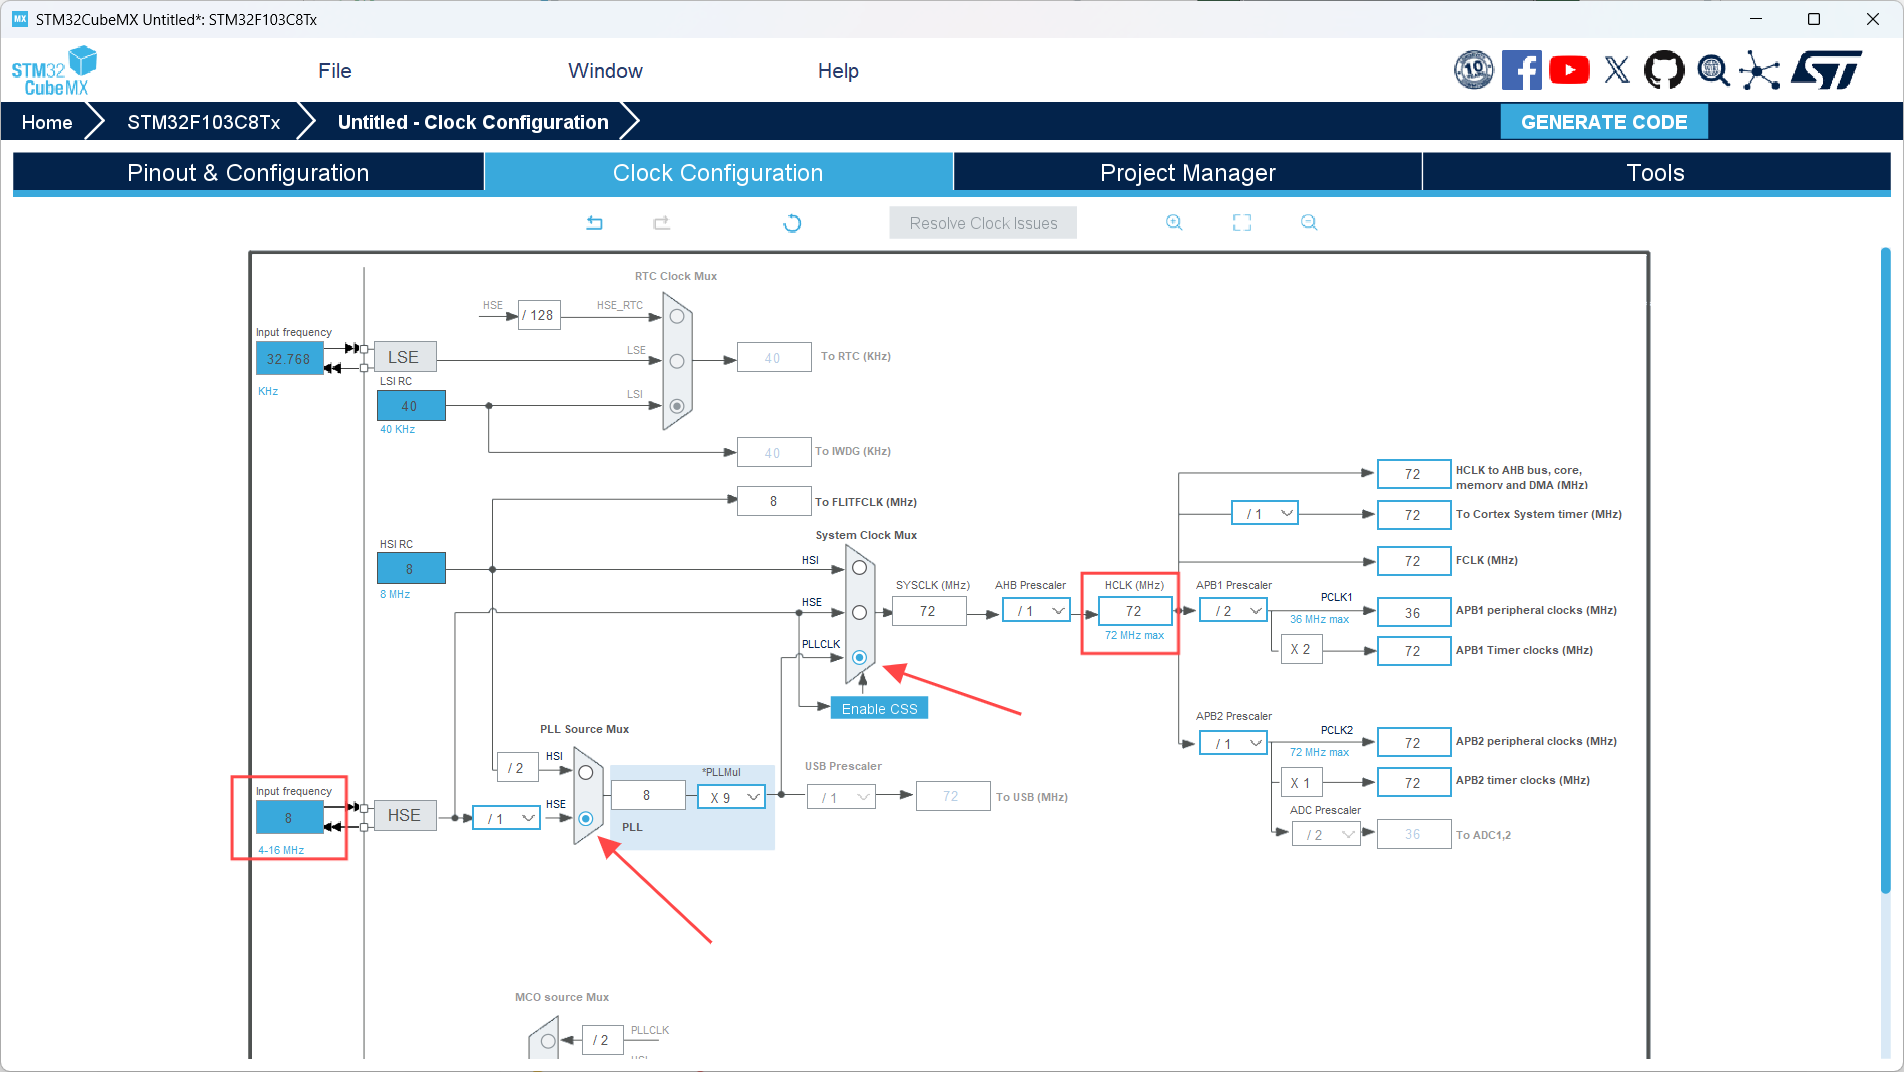 STM32CubeMX Untitled*: STM32F103C8Tx
STM32
CubeMX
File
Window
Help
10
Home
STM32F103C8Tx
Untitled - Clock Configuration
GENERATE CODE
Pinout & Configuration
Clock Configuration
Project Manager
Tools
Resolve Clock Issues
RTC Clock Mux
HSE
/ 128
HSE_RTC
Input frequency
32.768
KHz
LSE
LSE
40
To RTC (KHz)
LSI RC
40
40 KHz
LSI
40
To IWDG (KHz)
8
To FLITFCLK (MHz)
System Clock Mux
HSI RC
8
8 MHz
HSI
HSE
PLLCLK
SYSCLK (MHz)
72
AHB Prescaler
/ 1
HCLK (MHz)
72
72 MHz max
72
HCLK to AHB bus, core,
memory and DMA (MHz)
/ 1
72
To Cortex System timer (MHz)
72
FCLK (MHz)
APB1 Prescaler
/ 2
PCLK1
36 MHz max
36
APB1 peripheral clocks (MHz)
X 2
72
APB1 Timer clocks (MHz)
Enable CSS
APB2 Prescaler
/ 1
PCLK2
72 MHz max
72
APB2 peripheral clocks (MHz)
X 1
72
APB2 timer clocks (MHz)
ADC Prescaler
/ 2
36
To ADC1,2
PLL Source Mux
/ 2
HSI
Input frequency
8
4-16 MHz
HSE
/ 1
HSE
8
*PLLMul
X 9
PLL
USB Prescaler
/ 1
72
To USB (MHz)
MCO source Mux
/ 2
PLLCLK